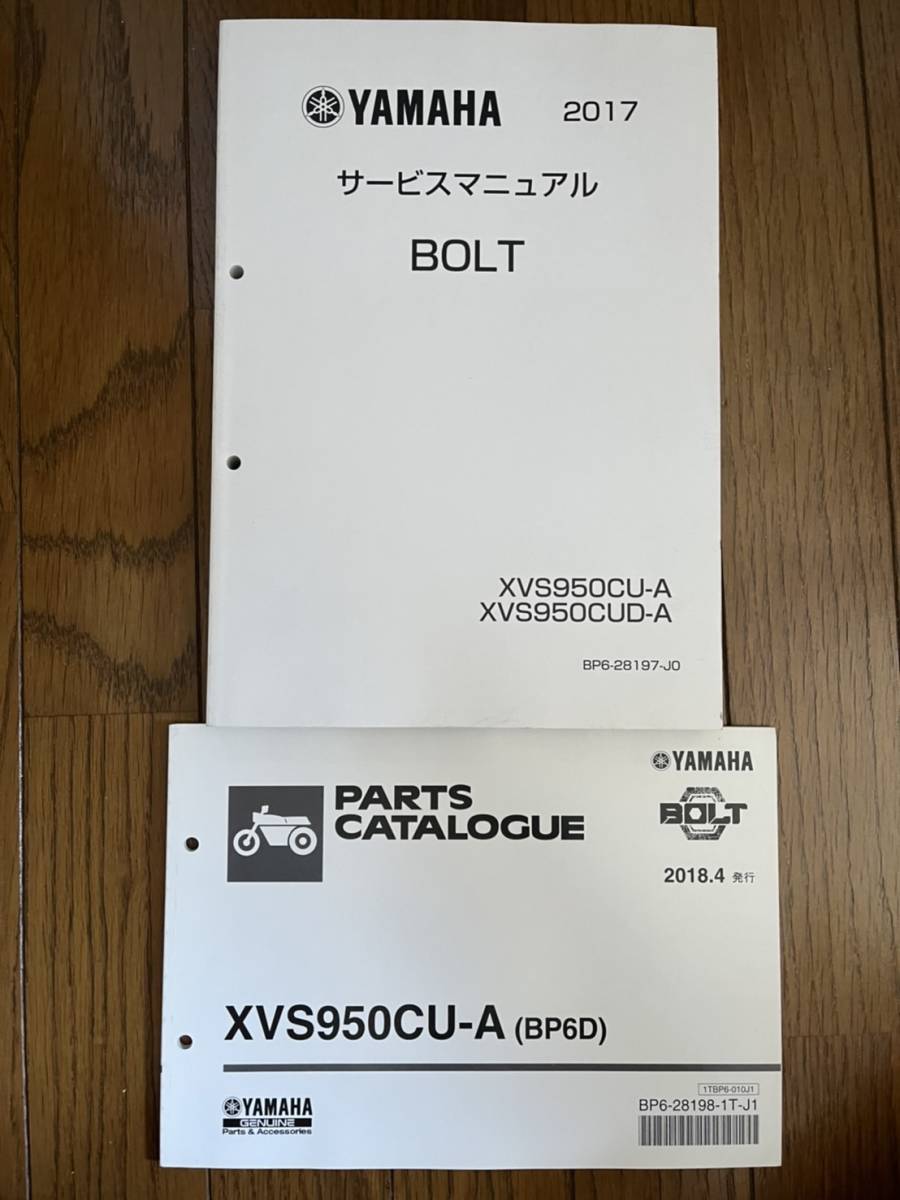 YAMAHA 2017
サービスマニュアル
BOLT
XVS950CU-A
XVS950CUD-A
BP6-28197-J0
YAMAHA
PARTS
CATALOGUE
BOLT
2018.4 発行
XVS950CU-A (BP6D)
YAMAHA
GENUINE
Parts & Accessories
1TBP6-010J1
BP6-28198-1T-J1